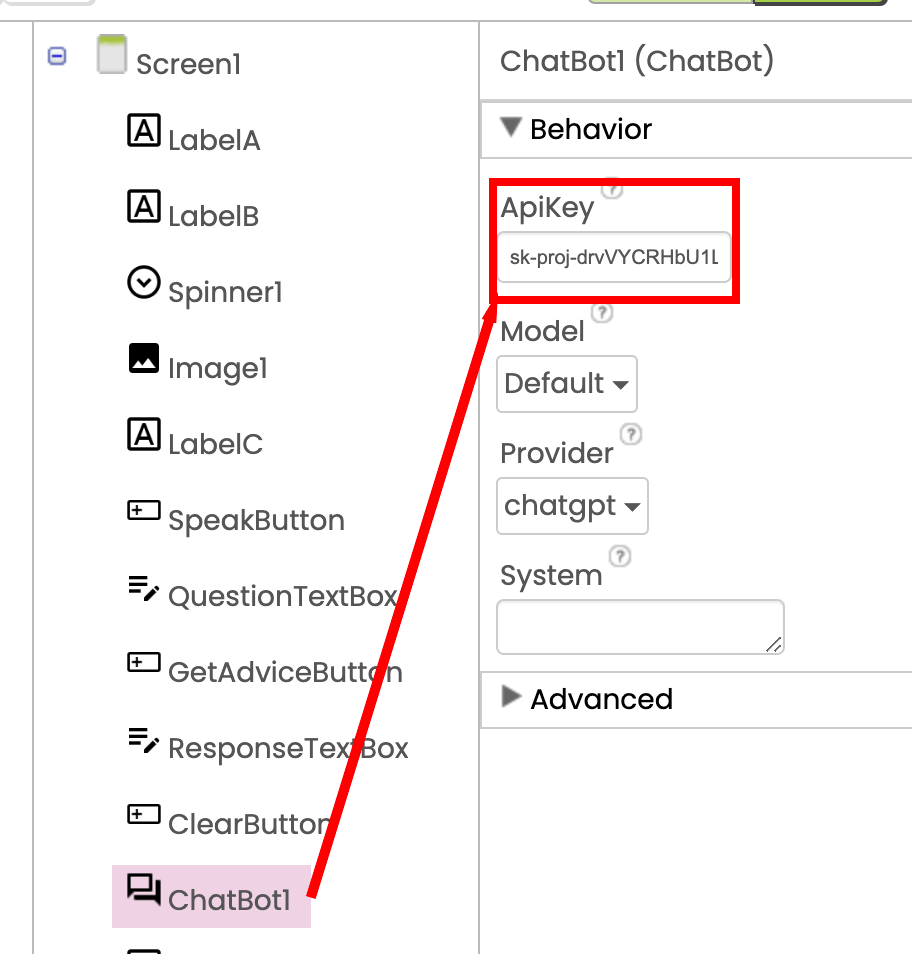 Screen1
LabelA
LabelB
Spinner1
Image1
LabelC
SpeakButton
QuestionTextBox
GetAdviceButton
ResponseTextBox
ClearButton
ChatBot1
ChatBot1 (ChatBot)
Behavior
ApiKey ?
sk-proj-drvVYCRHbU1L
Model ?
Default
Provider ?
chatgpt
System ?
Advanced